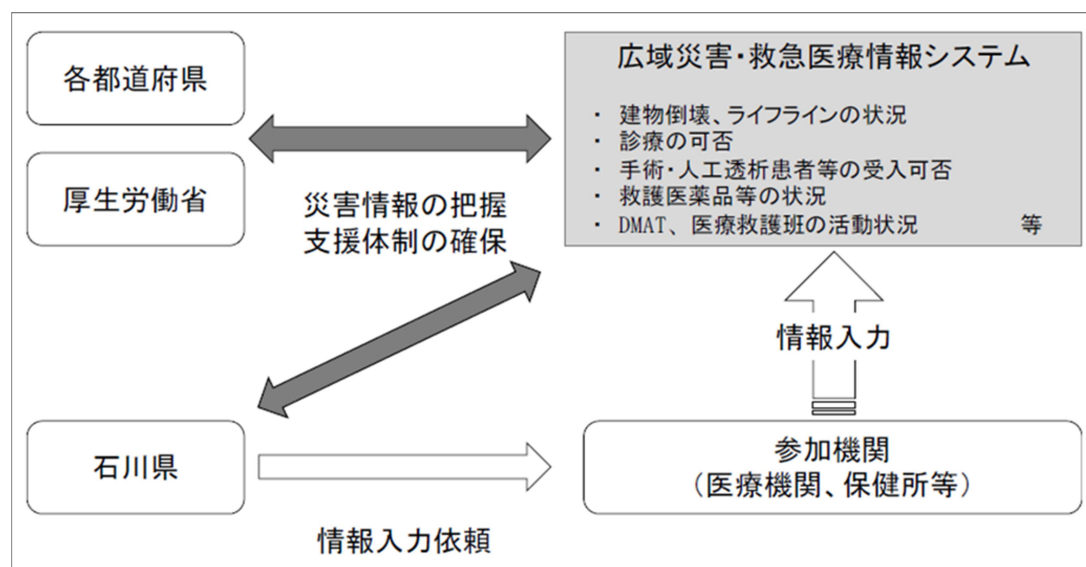 各都道府県
厚生労働省
災害情報の把握
支援体制の確保
広域災害・救急医療情報システム
・ 建物倒壊、ライフラインの状況
・ 診療の可否
・ 手術・人工透析患者等の受入可否
・ 救護医薬品等の状況
・ DMAT、医療救護班の活動状況 等
情報入力
石川県
情報入力依頼
参加機関
（医療機関、保健所等）